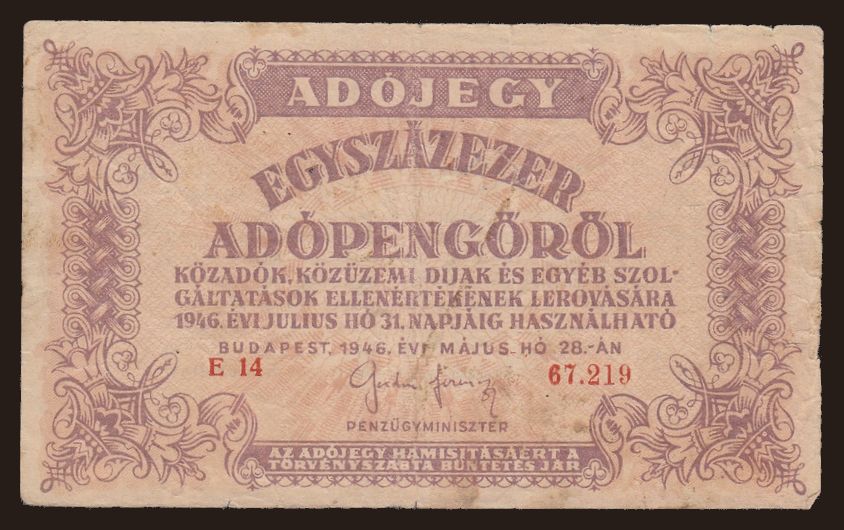 ADÓJEGY
EGYSZÁZEZER
ADÓPENGŐRŐL
KÖZADÓK, KÖZÜZEMI DIJAK ÉS EGYÉB SZOL-
GÁLTATÁSOK ELLENÉRTÉKÉNEK LEROVÁSÁRA
1946. ÉVI JULIUS HÓ 31. NAPJÁIG HASZNÁLHATÓ
BUDAPEST, 1946. ÉVI MÁJUS HÓ 28.-ÁN
E 14 67.219
PÉNZÜGYMINISZTER
AZ ADÓJEGY HAMISITÁSÁÉRT A
TÖRVÉNYSZABTA BÜNTETÉS JÁR